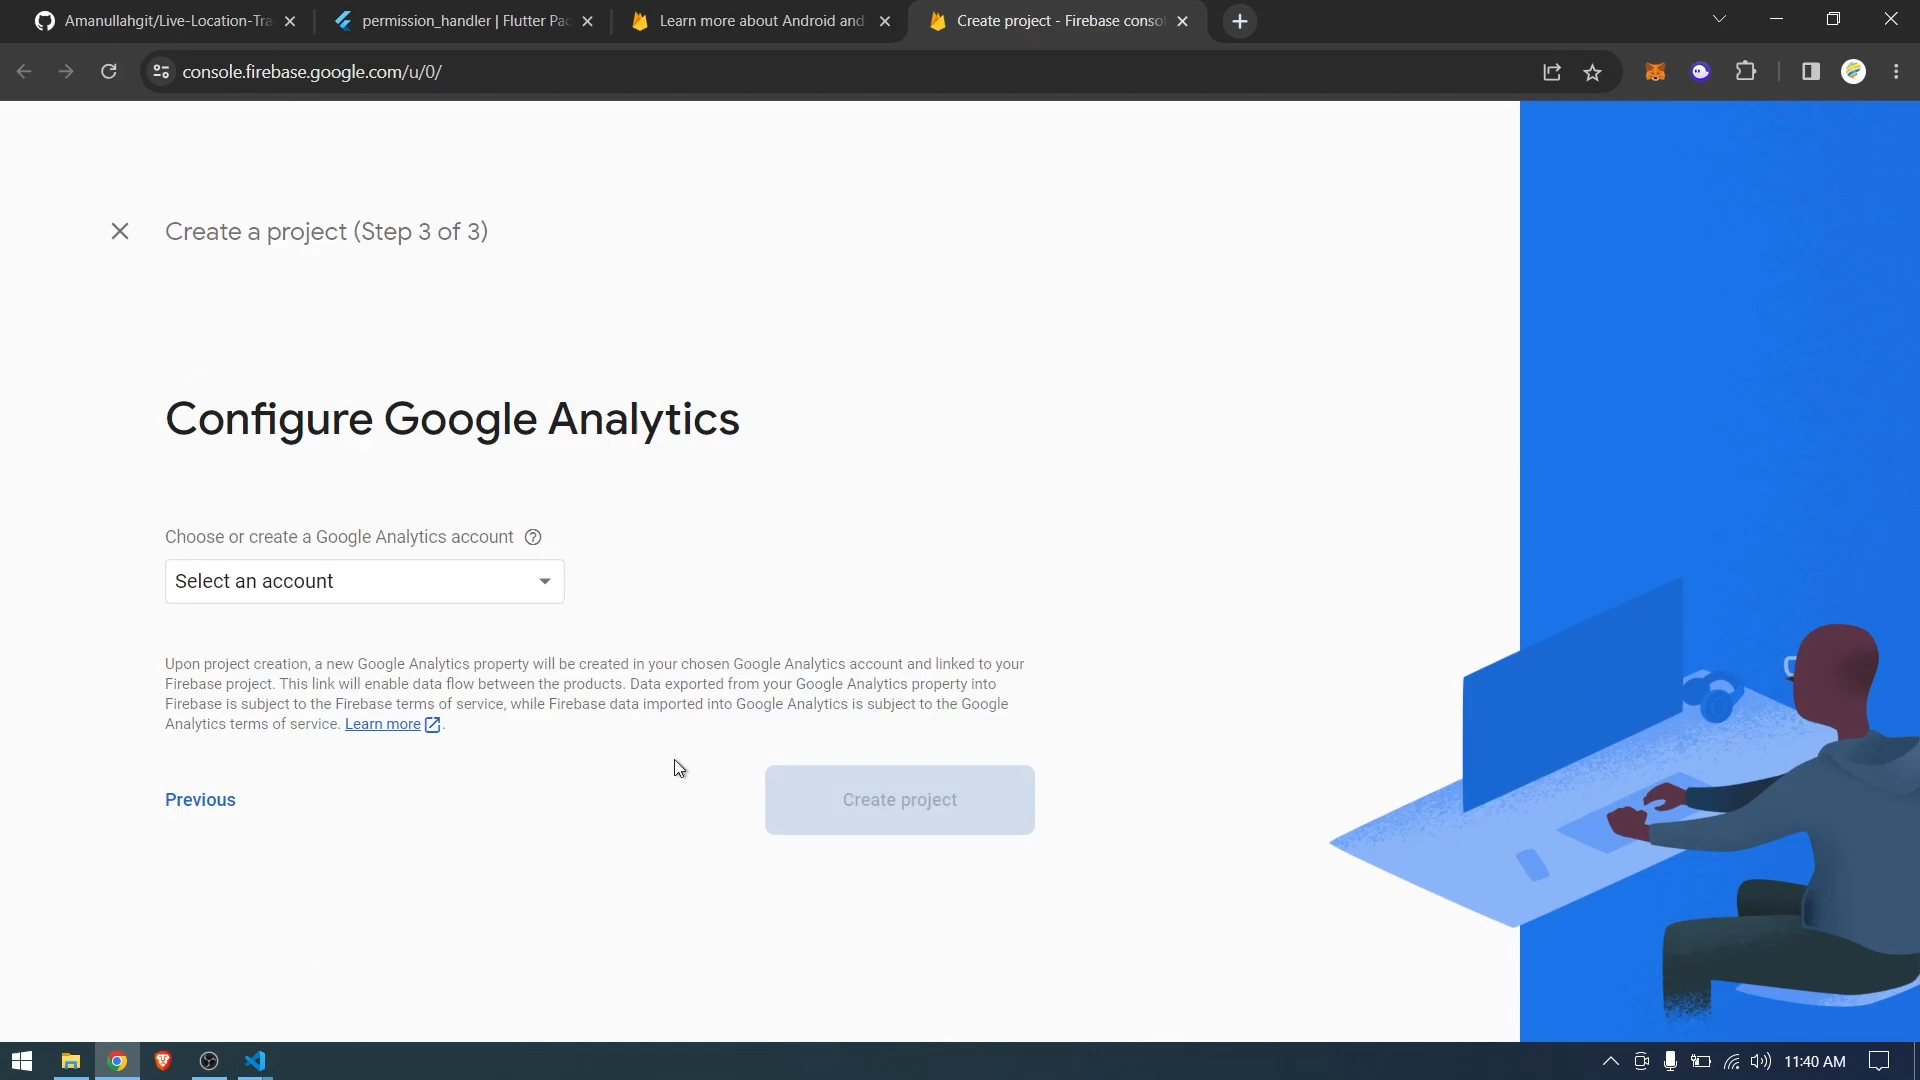 Amanullahgit/Live-Location-Tra
permission_handler | Flutter Pac
Learn more about Android and
Create project - Firebase conso
console.firebase.google.com/u/0/
Create a project (Step 3 of 3)
Configure Google Analytics
Choose or create a Google Analytics account
Select an account
Upon project creation, a new Google Analytics property will be created in your chosen Google Analytics account and linked to your
Firebase project. This link will enable data flow between the products. Data exported from your Google Analytics property into
Firebase is subject to the Firebase terms of service, while Firebase data imported into Google Analytics is subject to the Google
Analytics terms of service. Learn more.
Previous
Create project
11:40 AM